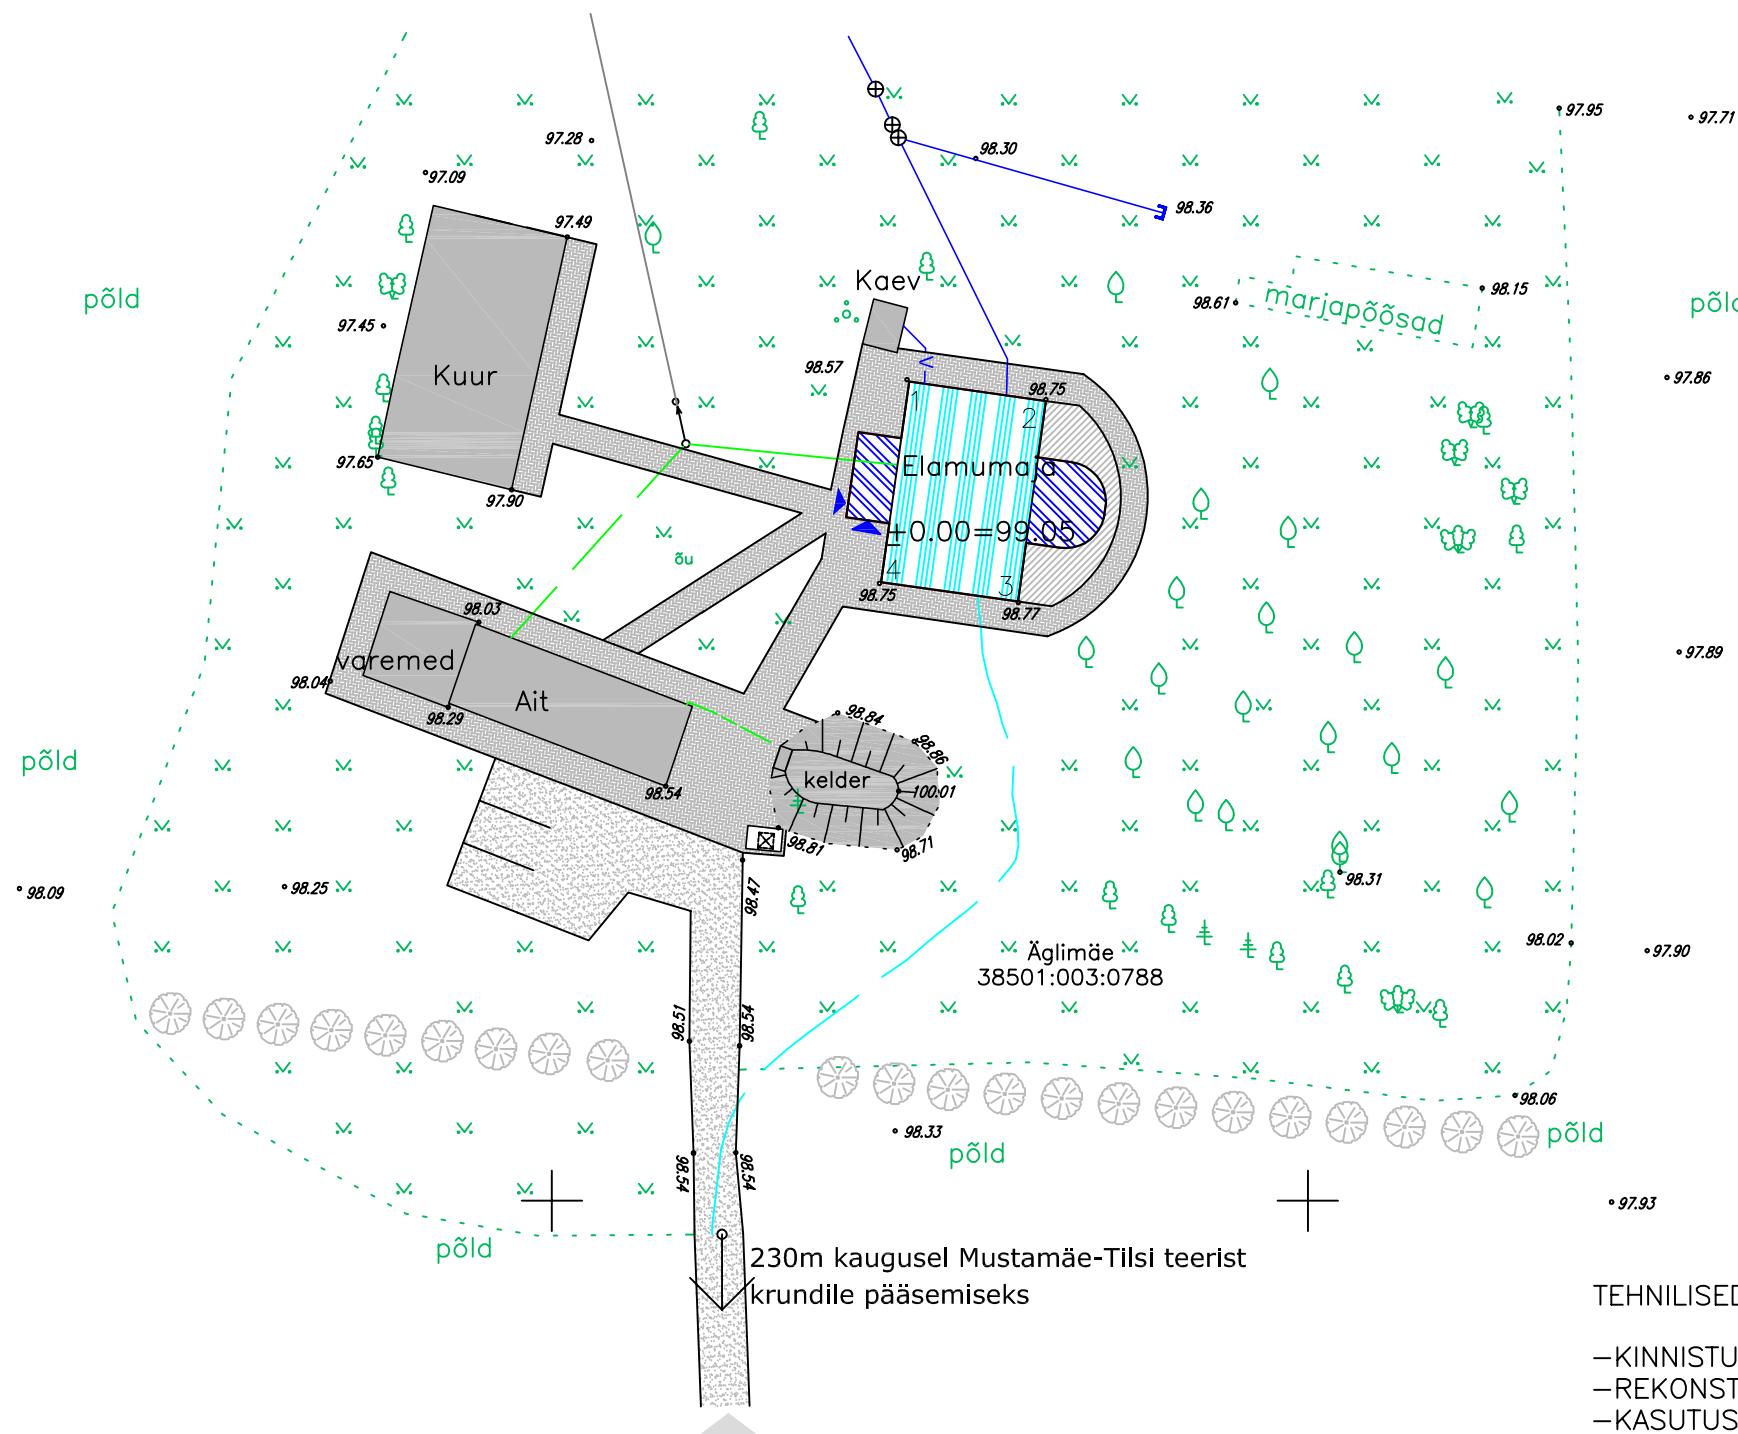 97.95
97.71
97.28
98.30
97.09
98.36
97.49
Kaev
98.15
põld
98.61
marjapõõsad
97.45
98.57
Kuur
98.75
97.86
1
2
97.65
Elamumaja
97.90
±0.00=99.05
õu
4
3
98.75
98.77
98.03
varemed
98.04
Ait
98.29
97.89
98.84
98.86
põld
kelder
100.01
98.54
98.81
98.71
98.47
98.09
98.25
98.31
Äglimäe
38501:003:0788
98.02
97.90
98.51
98.54
98.06
98.33
põld
põld
98.54
98.54
97.93
põld
230m kaugusel Mustamäe-Tilsi teerist
krundile pääsemiseks
TEHNILISED
–KINNISTU
–REKONST
–KASUTUS